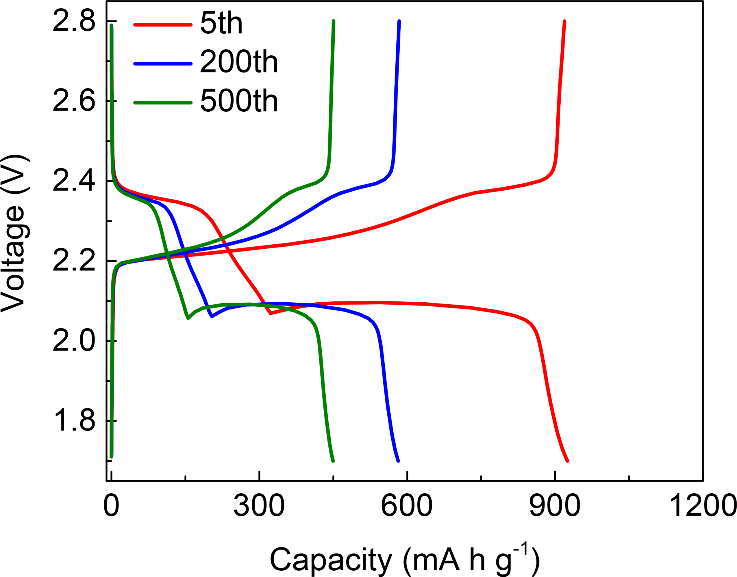 2.8
5th
200th
2.6
500th
2.4
Voltage (V)
2.2
2.0
1.8
0 300 600 900 1200
Capacity (mA h g⁻¹)